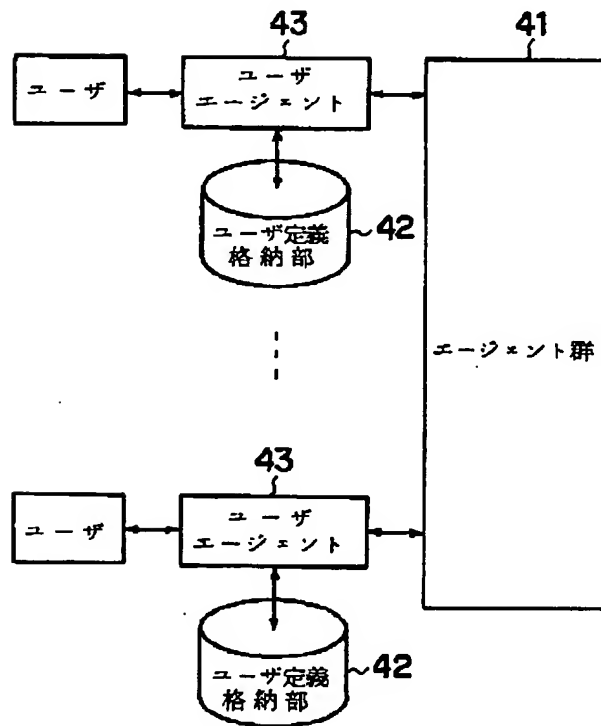 43
41
ユーザ
ユーザ
エージェント
ユーザ定義
格納部
42
エージェント群
43
ユーザ
ユーザ
エージェント
ユーザ定義
格納部
42